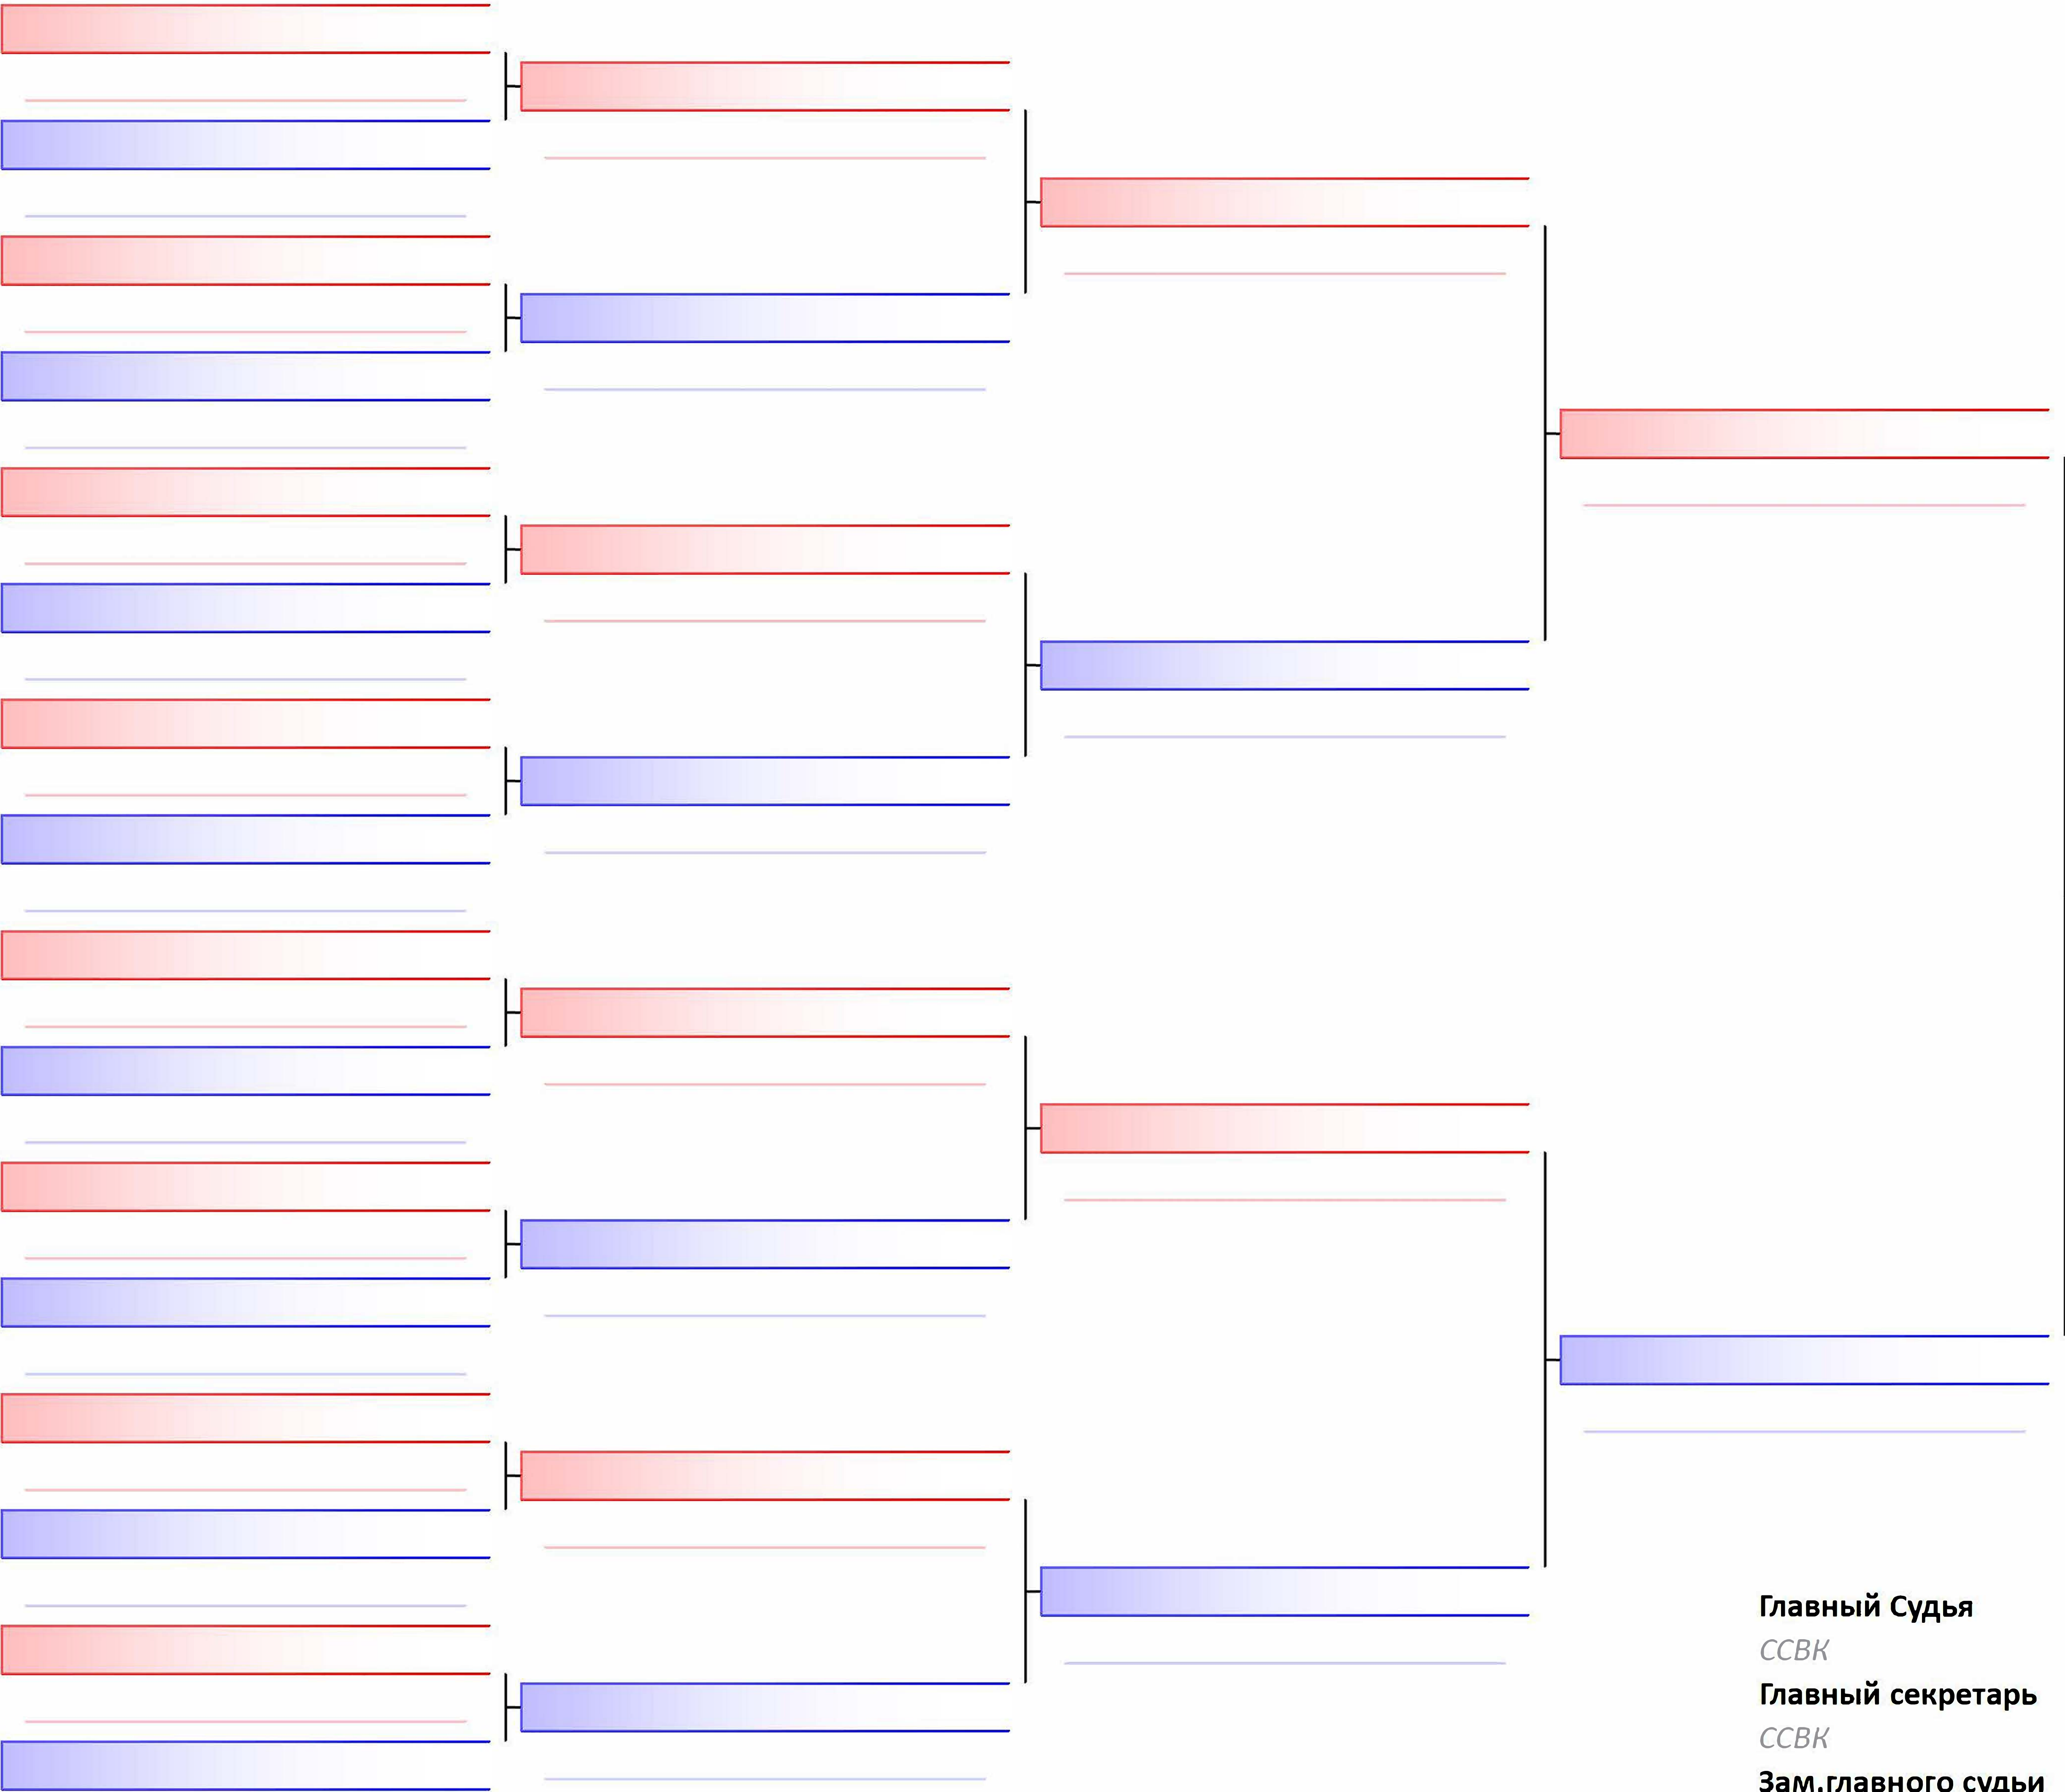 Главный Судья
ССВК
Главный секретарь
ССВК
Зам.главного судьи